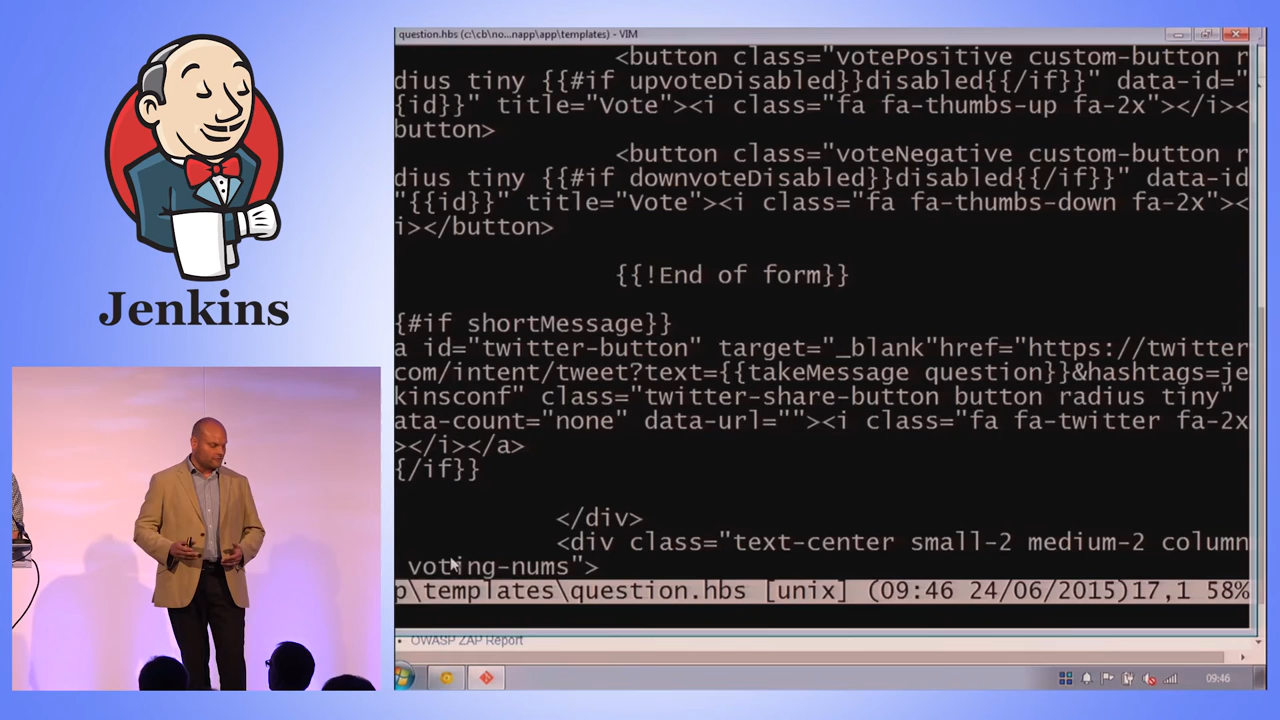 Jenkins
question.hbs (c:\cb\no...napp\app\templates) - VIM
<button class="votePositive custom-button r
dius tiny {{#if upvoteDisabled}}disabled{{/if}}" data-id="
{id}}" title="Vote"><i class="fa fa-thumbs-up fa-2x"></i><
button>
<button class="voteNegative custom-button r
dius tiny {{#if downvoteDisabled}}disabled{{/if}}" data-id
"{{id}}" title="Vote"><i class="fa fa-thumbs-down fa-2x"><
i></button>
{{!End of form}}
{#if shortMessage}}
a id="twitter-button" target="_blank"href="https://twitter
com/intent/tweet?text={{takeMessage question}}&hashtags=je
kinsconf" class="twitter-share-button button radius tiny"
ata-count="none" data-url=""><i class="fa fa-twitter fa-2x
></i></a>
{/if}}
</div>
<div class="text-center small-2 medium-2 column
voting-nums">
p\templates\question.hbs [unix] (09:46 24/06/2015)17,1 58%
OWASP ZAP Report
09:46